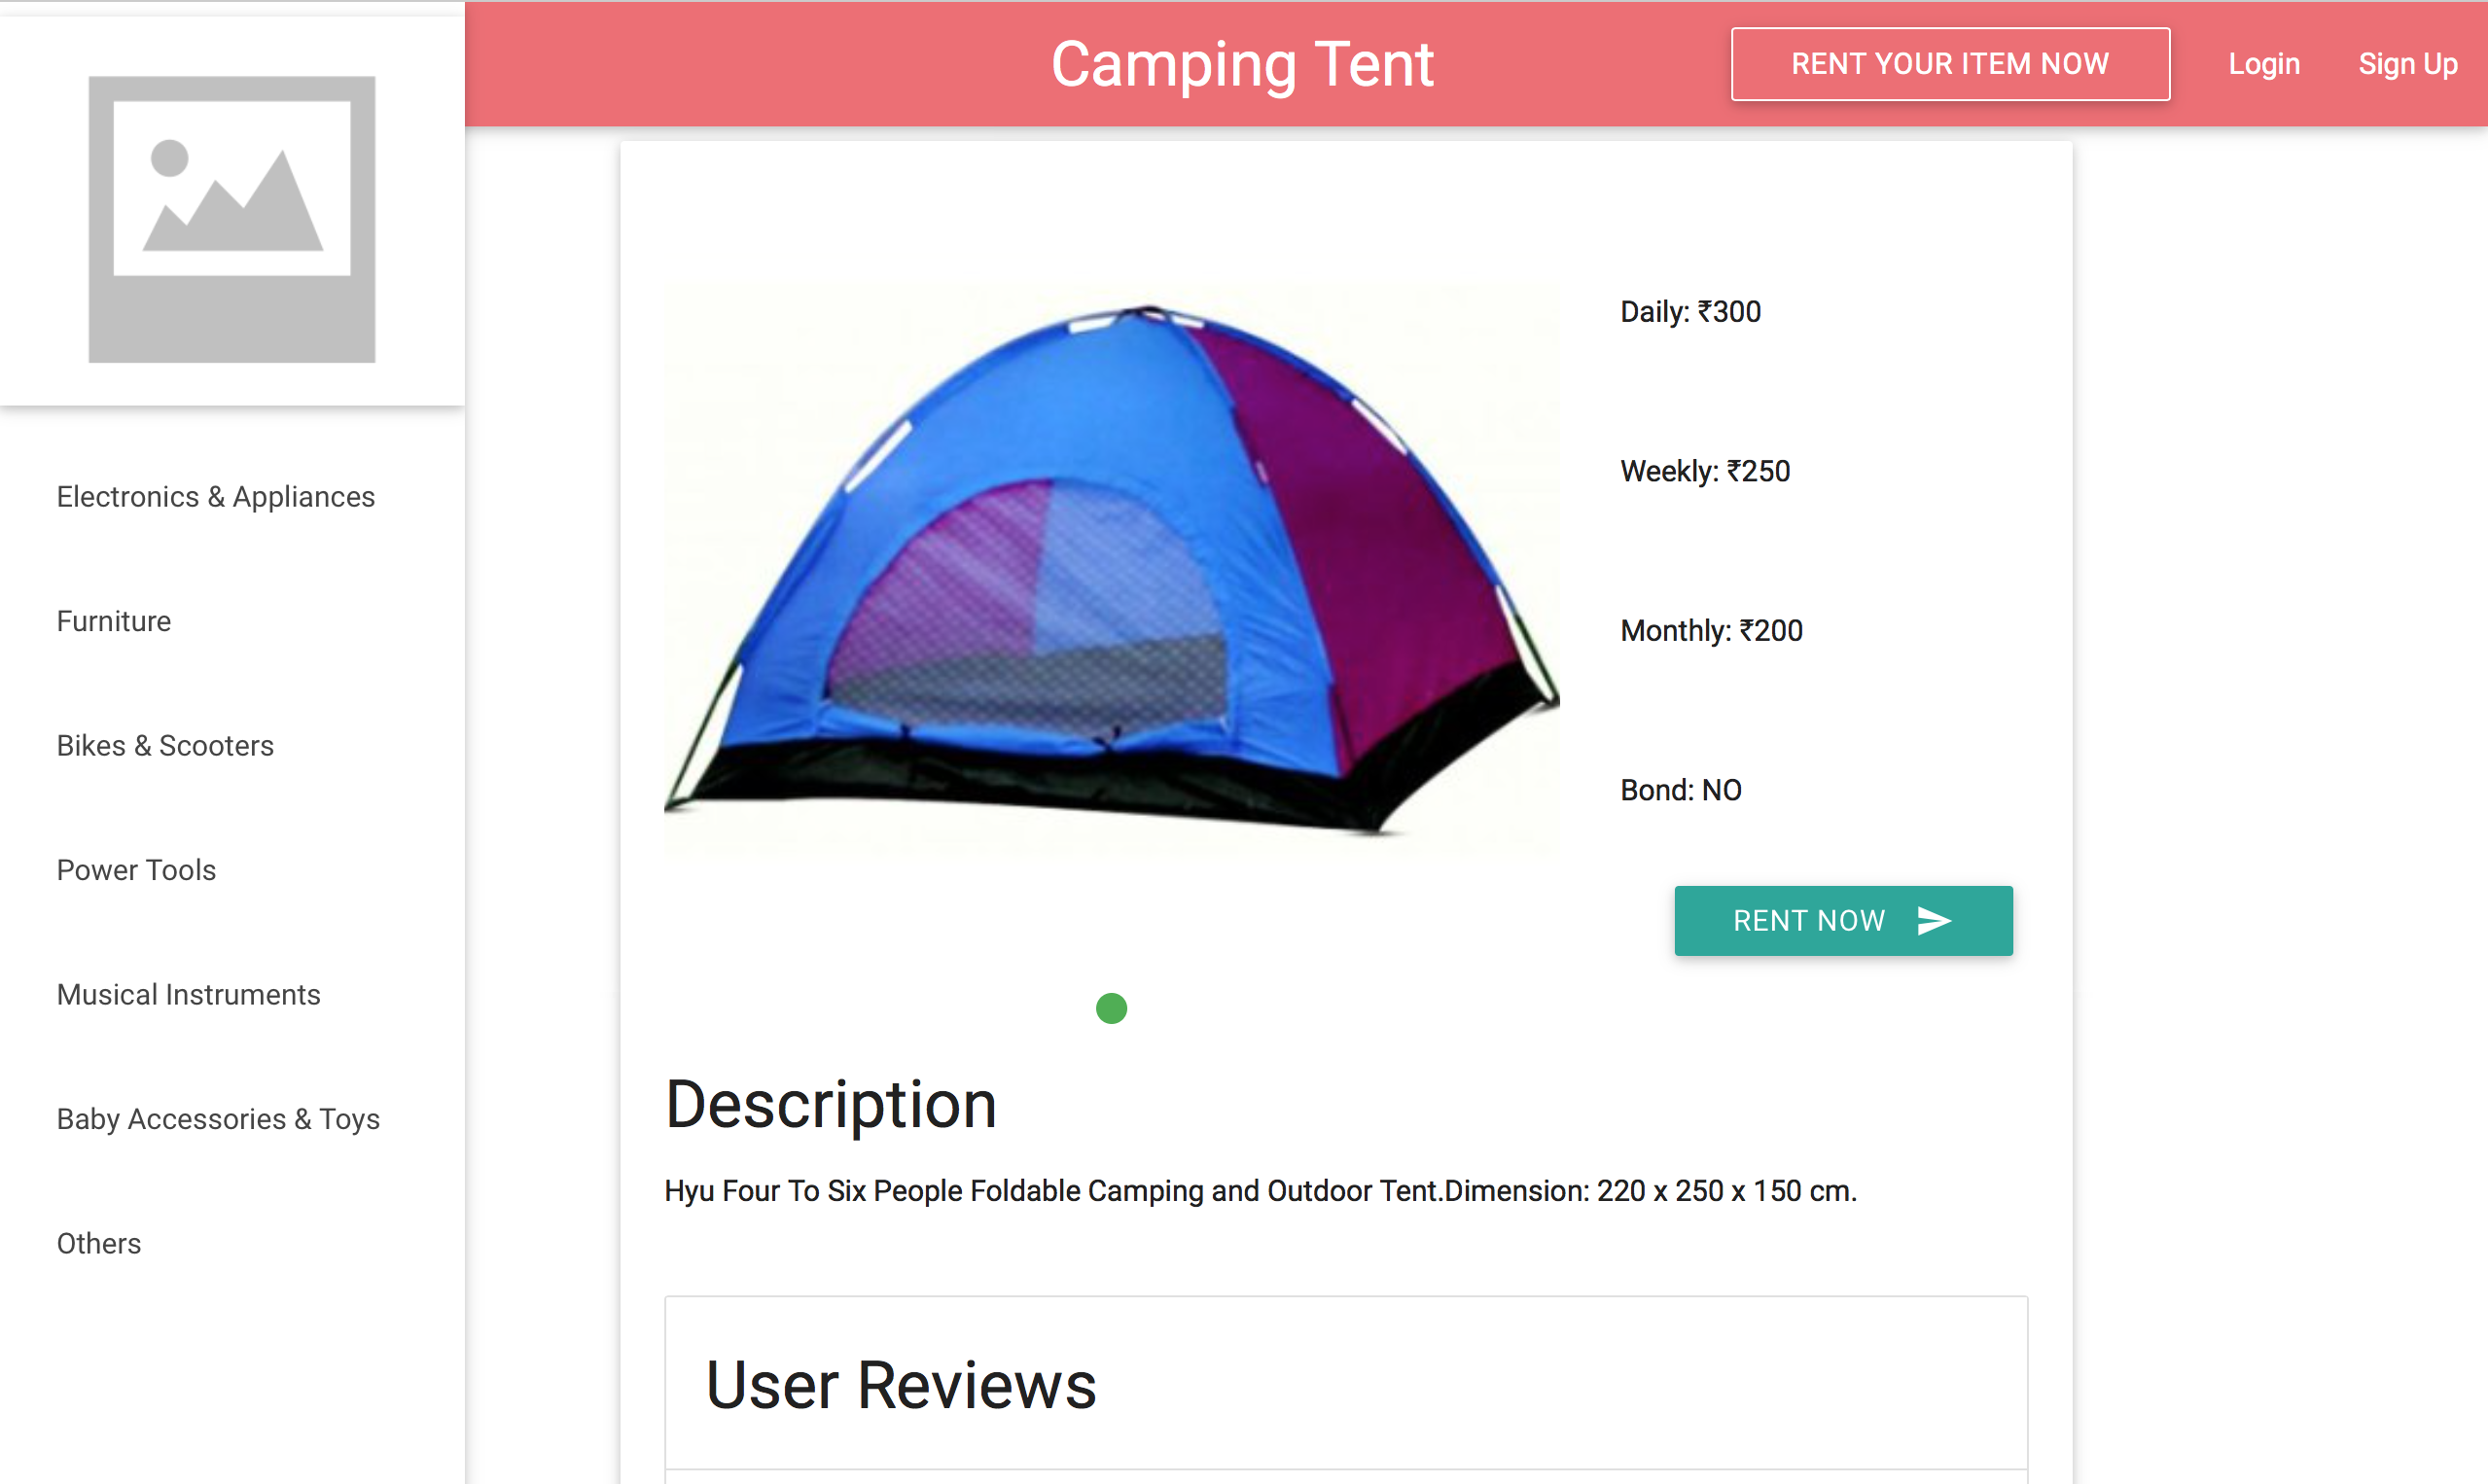 Camping Tent
RENT YOUR ITEM NOW
Login
Sign Up
Electronics & Appliances
Furniture
Bikes & Scooters
Power Tools
Musical Instruments
Baby Accessories & Toys
Others
Daily: ₹300
Weekly: ₹250
Monthly: ₹200
Bond: NO
RENT NOW
Description
Hyu Four To Six People Foldable Camping and Outdoor Tent.Dimension: 220 x 250 x 150 cm.
User Reviews